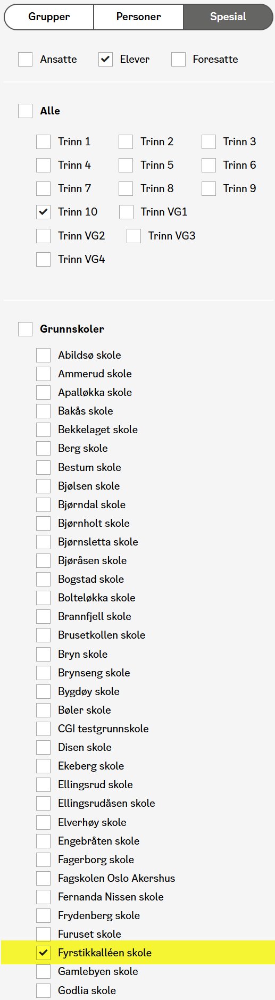 Grupper Personer Spesial
Ansatte Elever Foresatte
Alle
Trinn 1 Trinn 2 Trinn 3
Trinn 4 Trinn 5 Trinn 6
Trinn 7 Trinn 8 Trinn 9
Trinn 10 Trinn VG1
Trinn VG2 Trinn VG3
Trinn VG4
Grunnskoler
Abildsø skole
Ammerud skole
Apalløkka skole
Bakås skole
Bekkelaget skole
Berg skole
Bestum skole
Bjølsen skole
Bjørndal skole
Bjørnholt skole
Bjørnsletta skole
Bjøråsen skole
Bogstad skole
Bolteløkka skole
Brannfjell skole
Brusetkollen skole
Bryn skole
Brynseng skole
Bygdøy skole
Bøler skole
CGI testgrunnskole
Disen skole
Ekeberg skole
Ellingsrud skole
Ellingsrudåsen skole
Elverhøy skole
Engebråten skole
Fagerborg skole
Fagskolen Oslo Akershus
Fernanda Nissen skole
Frydenberg skole
Furuset skole
Fyrstikkalléen skole
Gamlebyen skole
Godlia skole